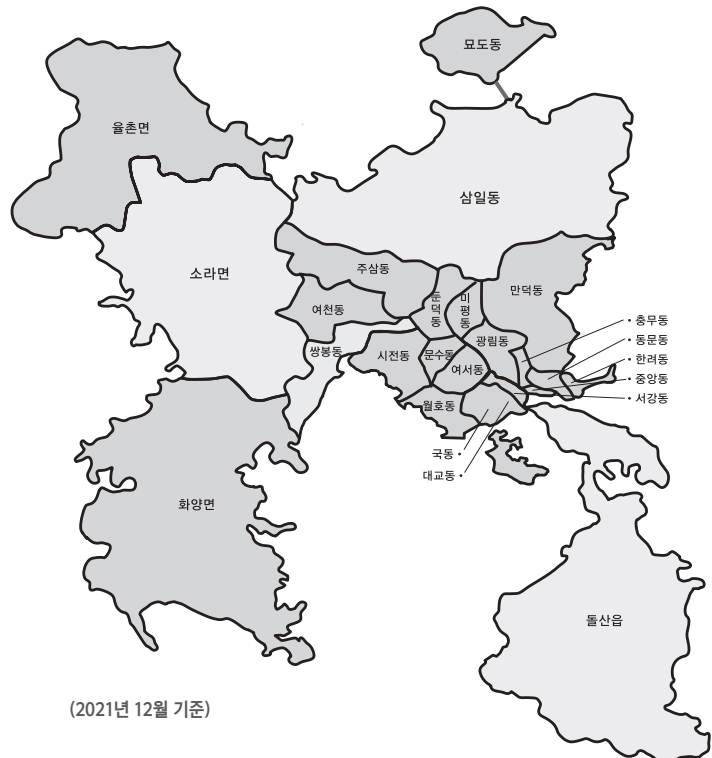 묘도동
율촌면
삼일동
소라면
주삼동
만덕동
둔덕동
미평동
여천동
충무동
광림동
동문동
쌍봉동
시전동
문수동
한려동
여서동
중앙동
서강동
월호동
국동
대교동
화양면
돌산읍
(2021년 12월 기준)